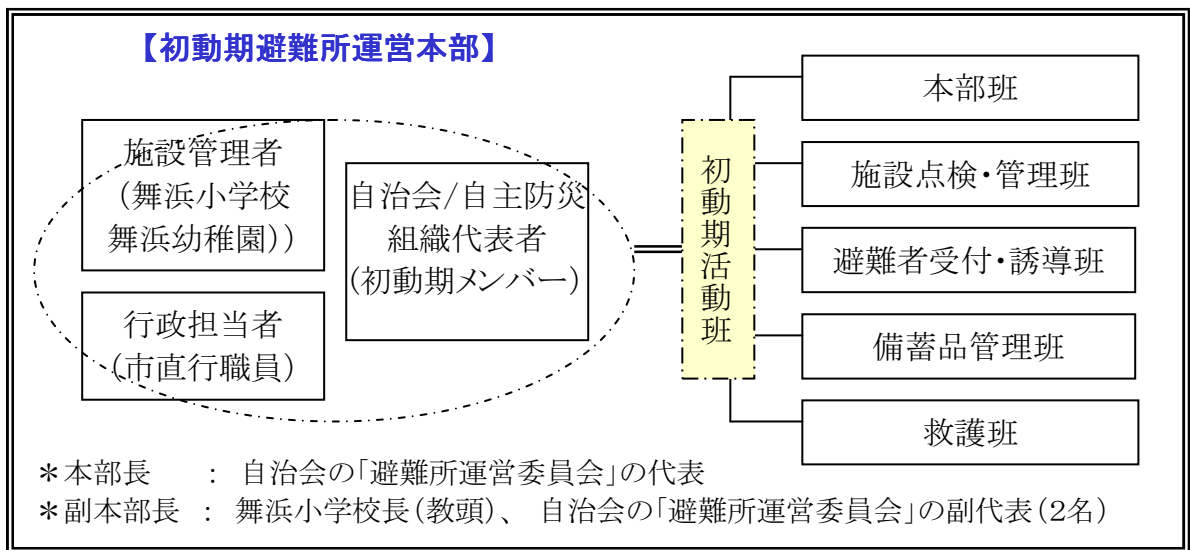 【初動期避難所運営本部】
施設管理者
(舞浜小学校
舞浜幼稚園))
行政担当者
(市直行職員)
自治会/自主防災
組織代表者
(初動期メンバー)
初動期活動班
本部班
施設点検・管理班
避難者受付・誘導班
備蓄品管理班
救護班
＊本部長 : 自治会の「避難所運営委員会」の代表
＊副本部長 : 舞浜小学校長(教頭)、 自治会の「避難所運営委員会」の副代表(2名)